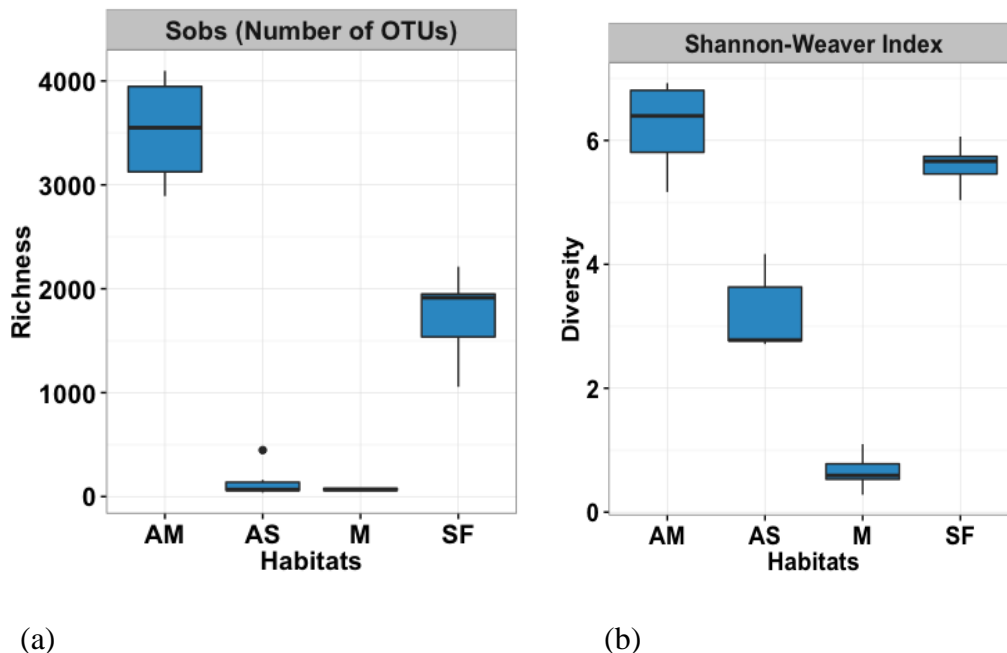 Sobs (Number of OTUs)
Richness
4000
3000
2000
1000
0
AM AS M SF
Habitats
(a)
Shannon-Weaver Index
Diversity
6
4
2
0
AM AS M SF
Habitats
(b)